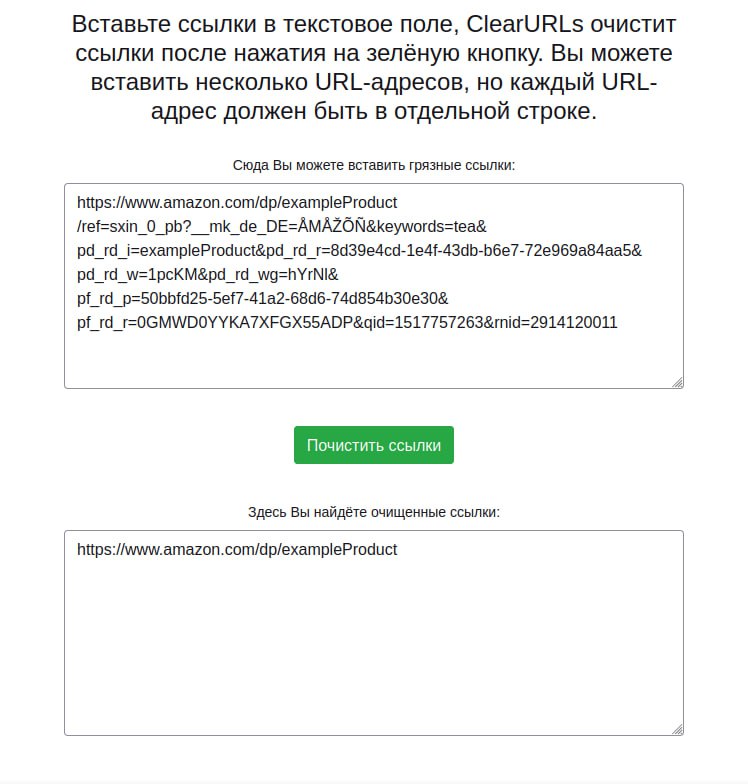 Вставьте ссылки в текстовое поле, ClearURLs очистит
ссылки после нажатия на зелёную кнопку. Вы можете
вставить несколько URL-адресов, но каждый URL-
адрес должен быть в отдельной строке.
Сюда Вы можете вставить грязные ссылки:
https://www.amazon.com/dp/exampleProduct
/ref=sxin_0_pb?__mk_de_DE=ÅMÅŽÕÑ&keywords=tea&
pd_rd_i=exampleProduct&pd_rd_r=8d39e4cd-1e4f-43db-b6e7-72e969a84aa5&
pd_rd_w=1pcKM&pd_rd_wg=hYrNl&
pf_rd_p=50bbfd25-5ef7-41a2-68d6-74d854b30e30&
pf_rd_r=0GMWD0YYKA7XFGX55ADP&qid=1517757263&rnid=2914120011
Почистить ссылки
Здесь Вы найдёте очищенные ссылки:
https://www.amazon.com/dp/exampleProduct